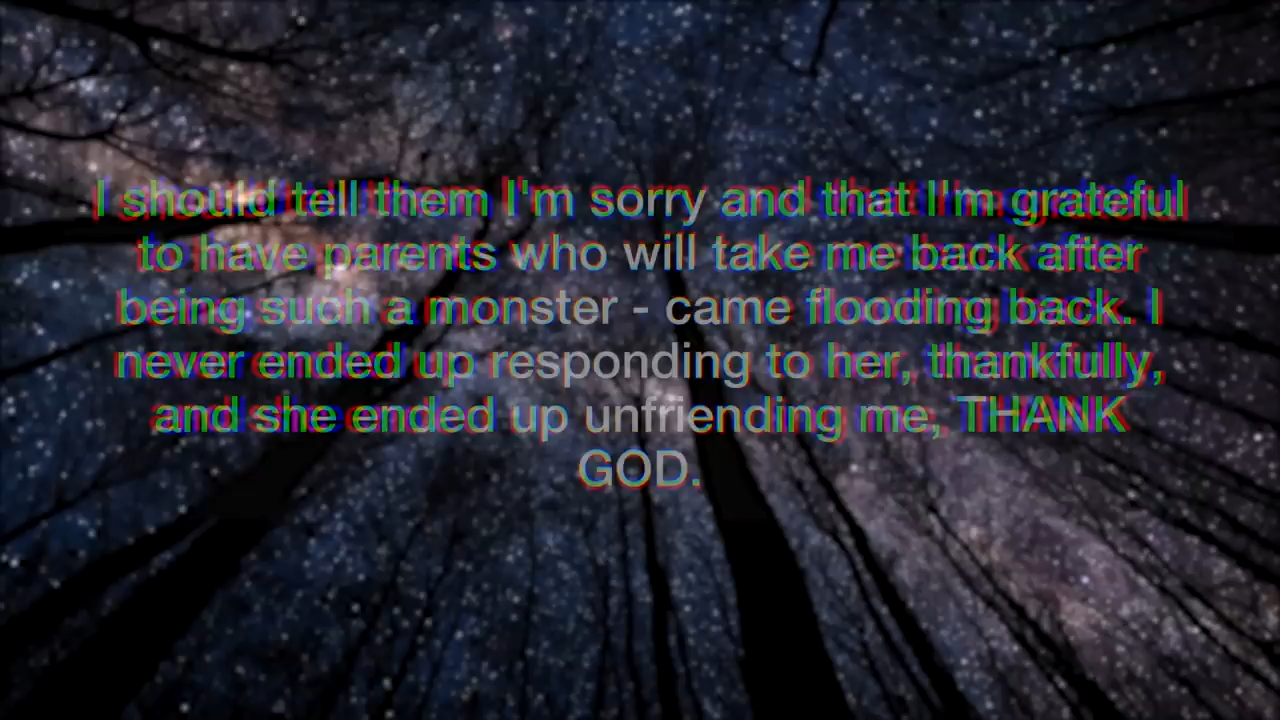 I should tell them I'm sorry and that I'm grateful
to have parents who will take me back after
being such a monster - came flooding back. I
never ended up responding to her, thankfully,
and she ended up unfriending me, THANK
GOD.